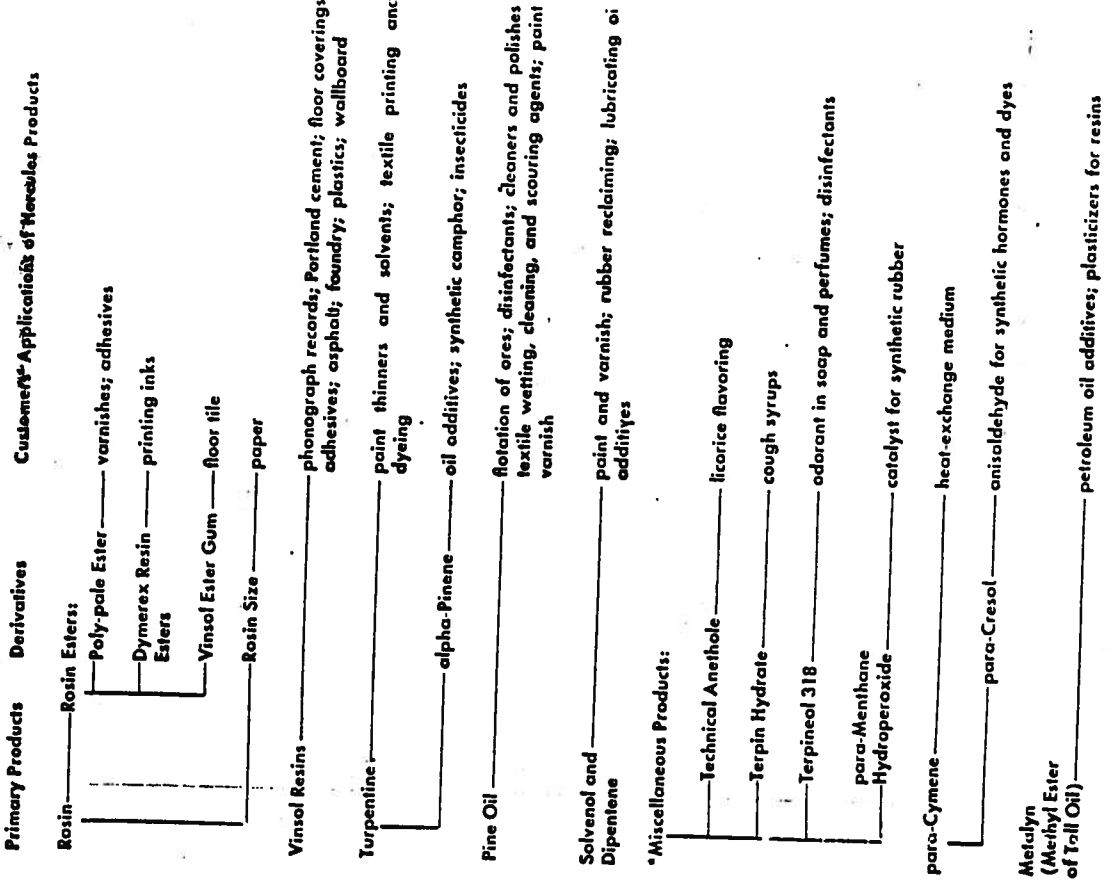 Primary Products Derivatives Customers' Applications of Hercules Products
Rosin Rosin Esters:
Poly-pale Ester varnishes; adhesives
Dymerex Resin printing inks
Esters
Vinsol Ester Gum floor tile
Rosin Size paper
Vinsol Resins phonograph records; Portland cement; floor coverings
adhesives; asphalt; foundry; plastics; wallboard
Turpentine paint thinners and solvents; textile printing and
dyeing
alpha-Pinene oil additives; synthetic camphor; insecticides
Pine Oil flotation of ores; disinfectants; cleaners and polishes
textile wetting, cleaning, and scouring agents; paint
varnish
Solvenol and paint and varnish; rubber reclaiming; lubricating oi
Dipentene additives
*Miscellaneous Products:
Technical Anethole licorice flavoring
Terpin Hydrate cough syrups
Terpineol 318 odorant in soap and perfumes; disinfectants
para-Menthane
Hydroperoxide catalyst for synthetic rubber
para-Cymene heat-exchange medium
para-Cresol anisaldehyde for synthetic hormones and dyes
Metalyn
(Methyl Ester
of Tall Oil) petroleum oil additives; plasticizers for resins